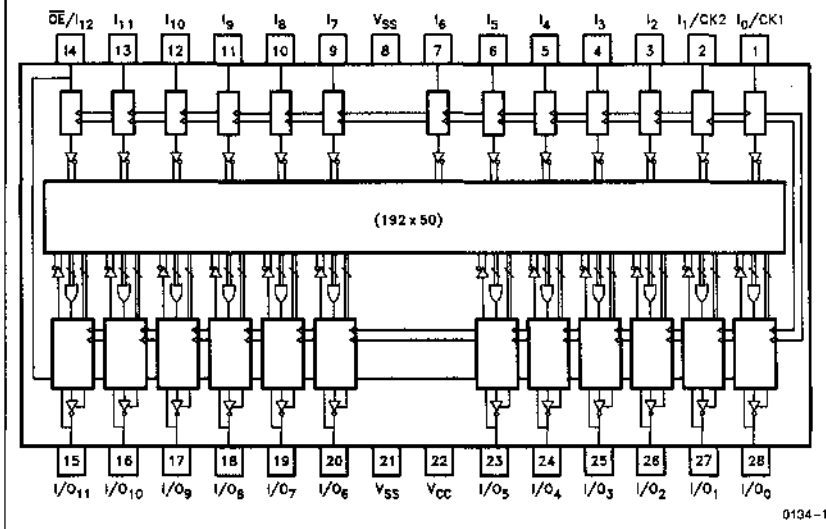 OE/I12 I11 I10 I9 I8 I7 VSS I6 I5 I4 I3 I2 I1/CK2 I0/CK1
14 13 12 11 10 9 8 7 6 5 4 3 2 1
(192 x 50)
15 16 17 18 19 20 21 22 23 24 25 26 27 28
I/O11 I/O10 I/O9 I/O8 I/O7 I/O6 VSS VCC I/O5 I/O4 I/O3 I/O2 I/O1 I/O0
0134-1